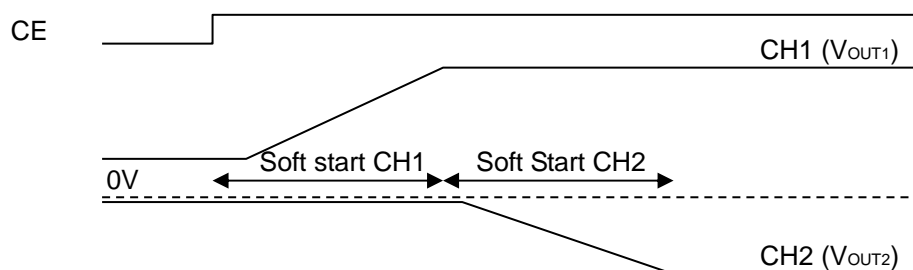 CE
CH1 (VOUT1)
Soft start CH1
Soft Start CH2
0V
CH2 (VOUT2)